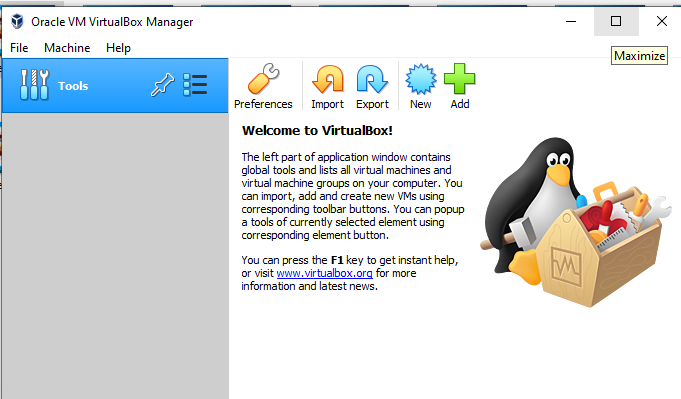 Oracle VM VirtualBox Manager
Maximize
File Machine Help
Tools
Preferences Import Export New Add
Welcome to VirtualBox!
The left part of application window contains
global tools and lists all virtual machines and
virtual machine groups on your computer. You
can import, add and create new VMs using
corresponding toolbar buttons. You can popup
a tools of currently selected element using
corresponding element button.
You can press the F1 key to get instant help,
or visit www.virtualbox.org for more
information and latest news.